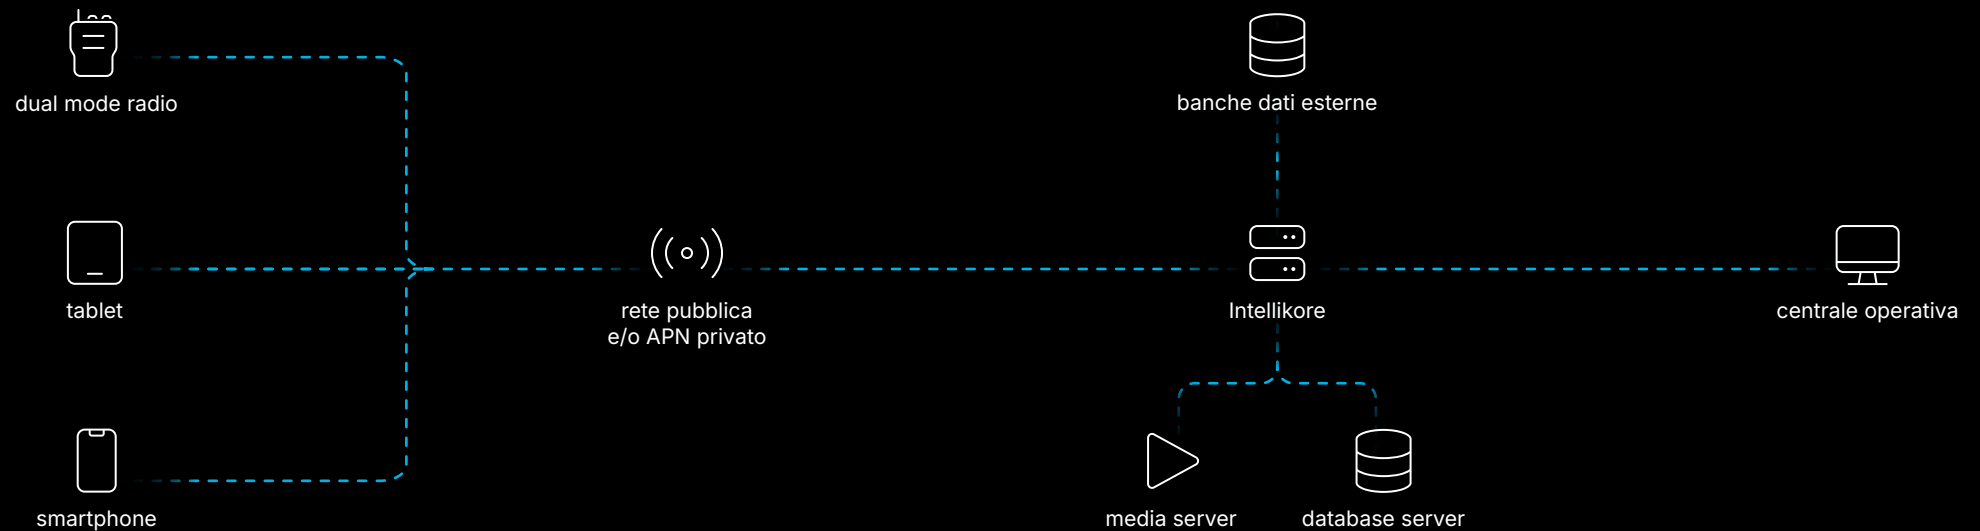 dual mode radio
banche dati esterne
tablet
rete pubblica
e/o APN privato
Intellikore
centrale operativa
smartphone
media server
database server